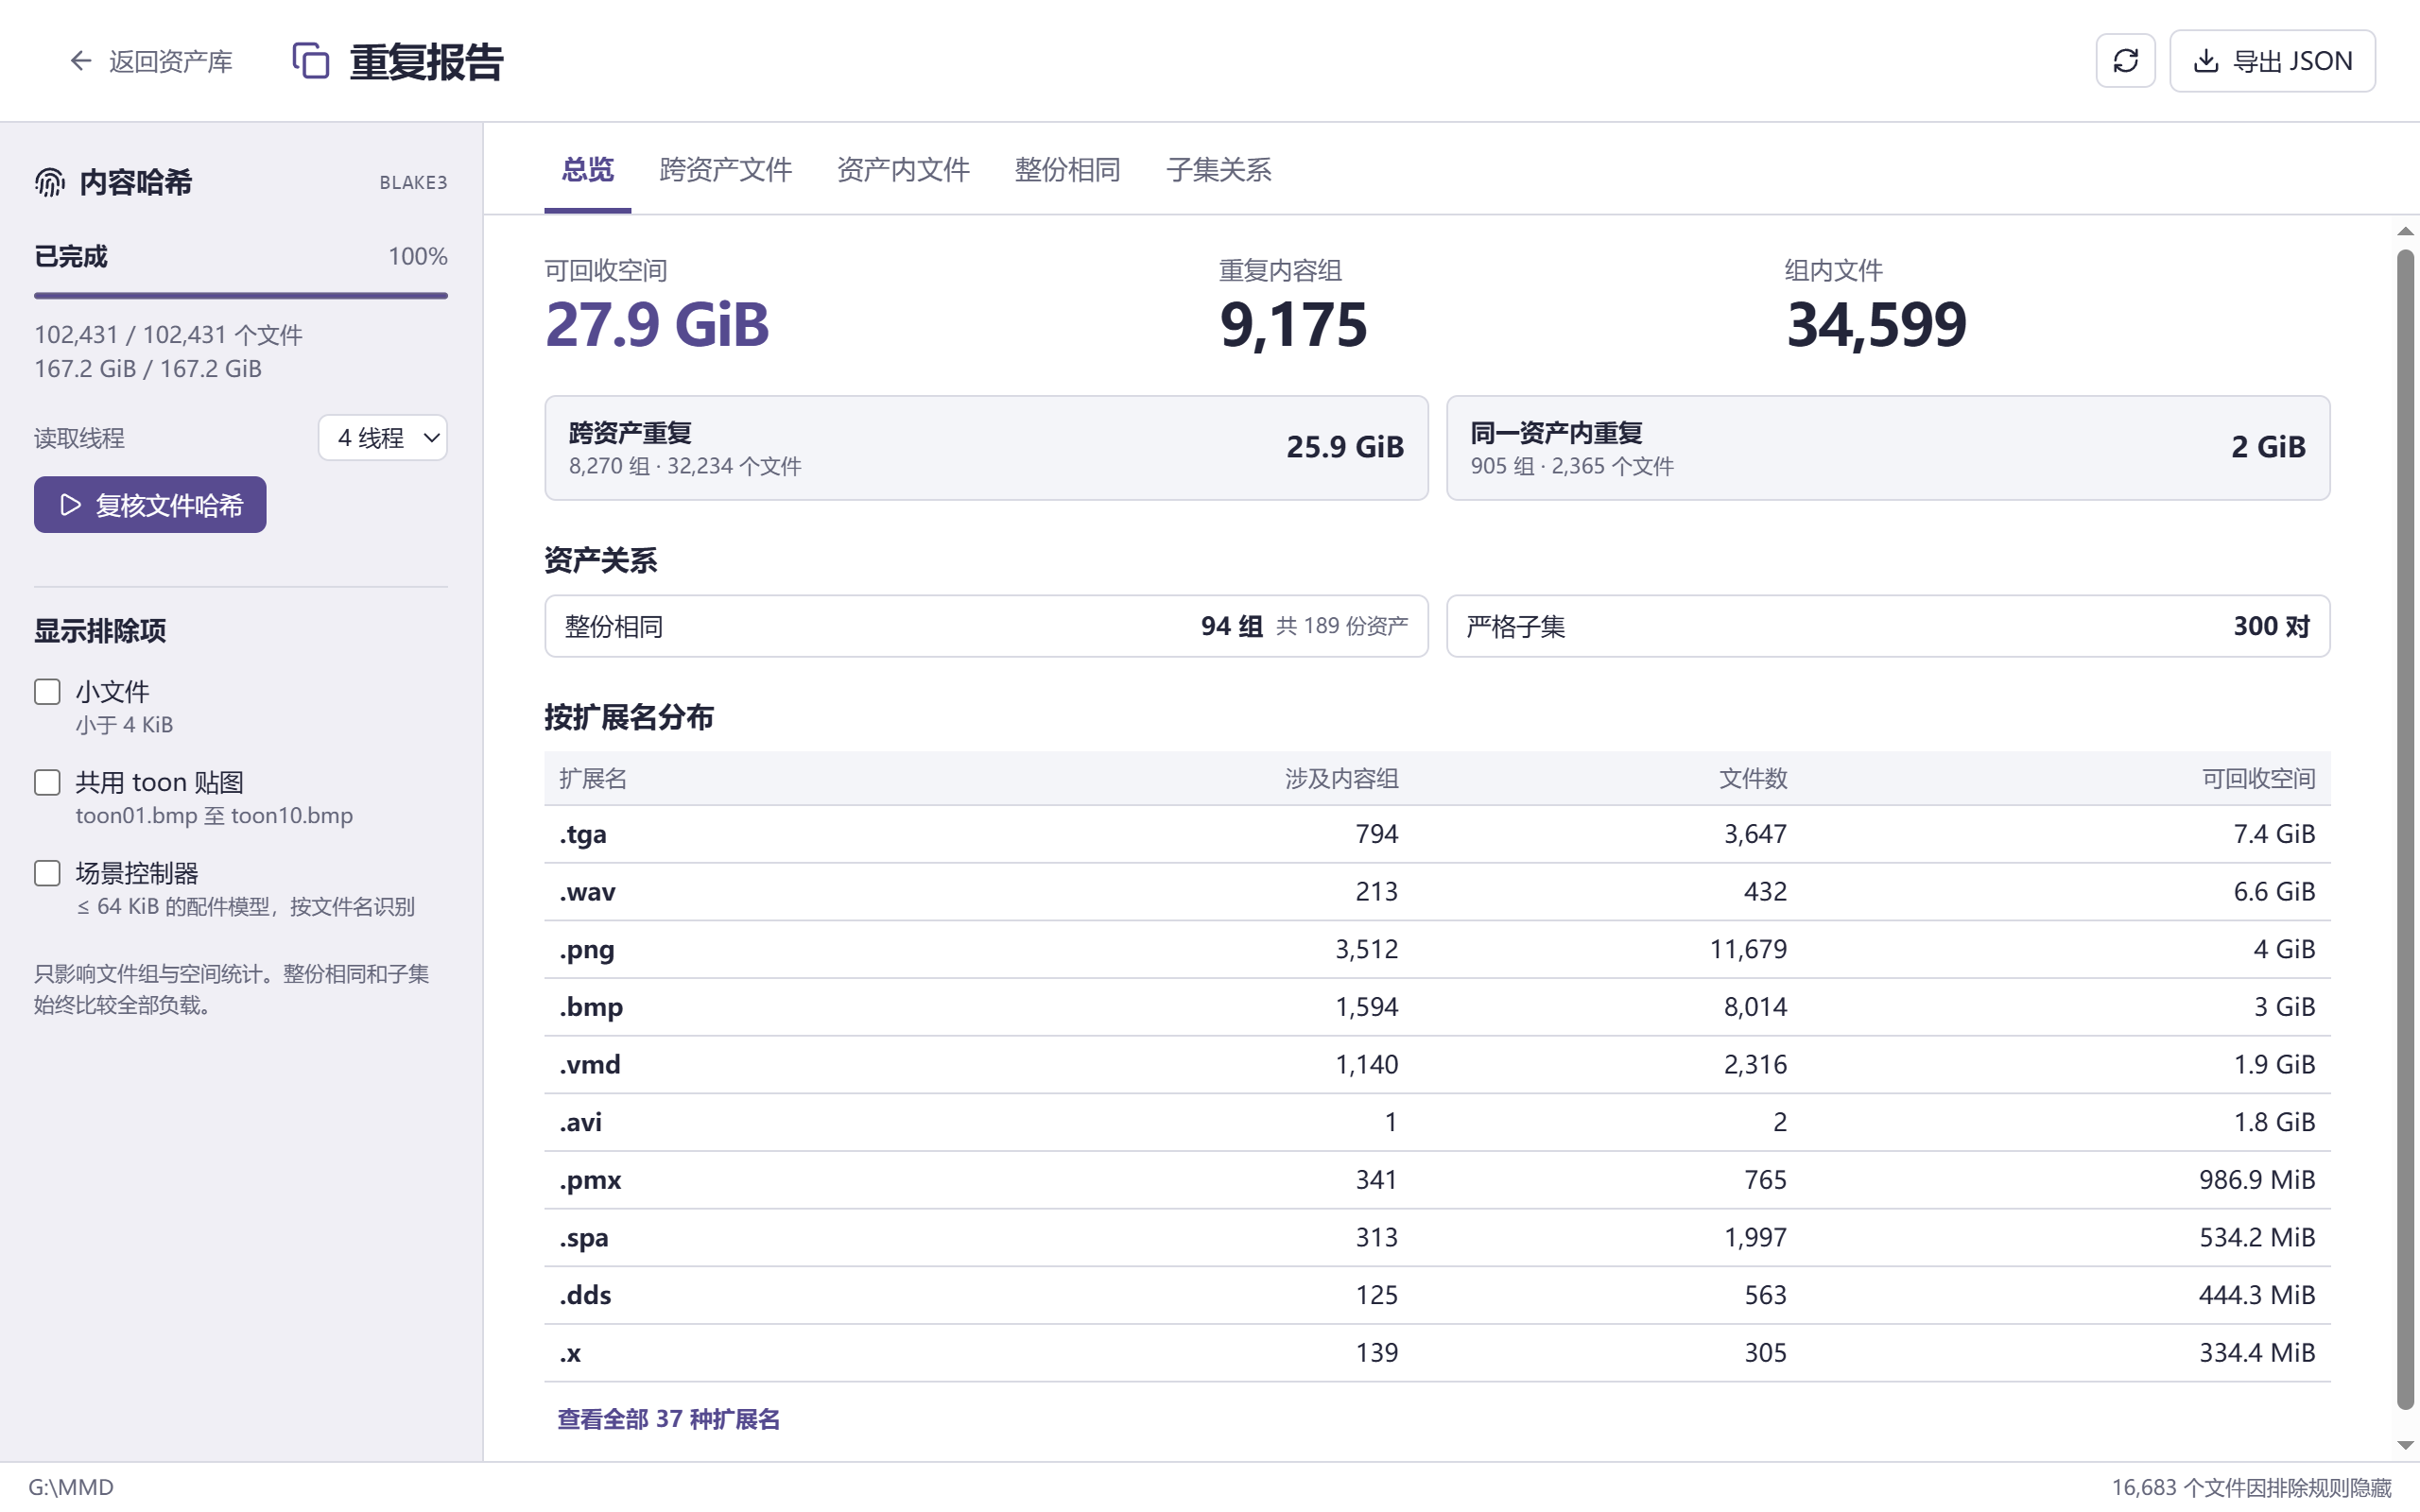 返回资产库
重复报告
导出 JSON
内容哈希
BLAKE3
已完成
100%
102,431 / 102,431 个文件
167.2 GiB / 167.2 GiB
读取线程
4 线程
复核文件哈希
显示排除项
小文件
小于 4 KiB
共用 toon 贴图
toon01.bmp 至 toon10.bmp
场景控制器
≤ 64 KiB 的配件模型，按文件名识别
只影响文件组与空间统计。整份相同和子集
始终比较全部负载。
总览 跨资产文件 资产内文件 整份相同 子集关系
可回收空间 重复内容组 组内文件
27.9 GiB 9,175 34,599
跨资产重复
8,270 组 · 32,234 个文件
25.9 GiB
同一资产内重复
905 组 · 2,365 个文件
2 GiB
资产关系
整份相同 94 组 共 189 份资产
严格子集 300 对
按扩展名分布
扩展名 涉及内容组 文件数 可回收空间
.tga 794 3,647 7.4 GiB
.wav 213 432 6.6 GiB
.png 3,512 11,679 4 GiB
.bmp 1,594 8,014 3 GiB
.vmd 1,140 2,316 1.9 GiB
.avi 1 2 1.8 GiB
.pmx 341 765 986.9 MiB
.spa 313 1,997 534.2 MiB
.dds 125 563 444.3 MiB
.x 139 305 334.4 MiB
查看全部 37 种扩展名
G:\MMD
16,683 个文件因排除规则隐藏